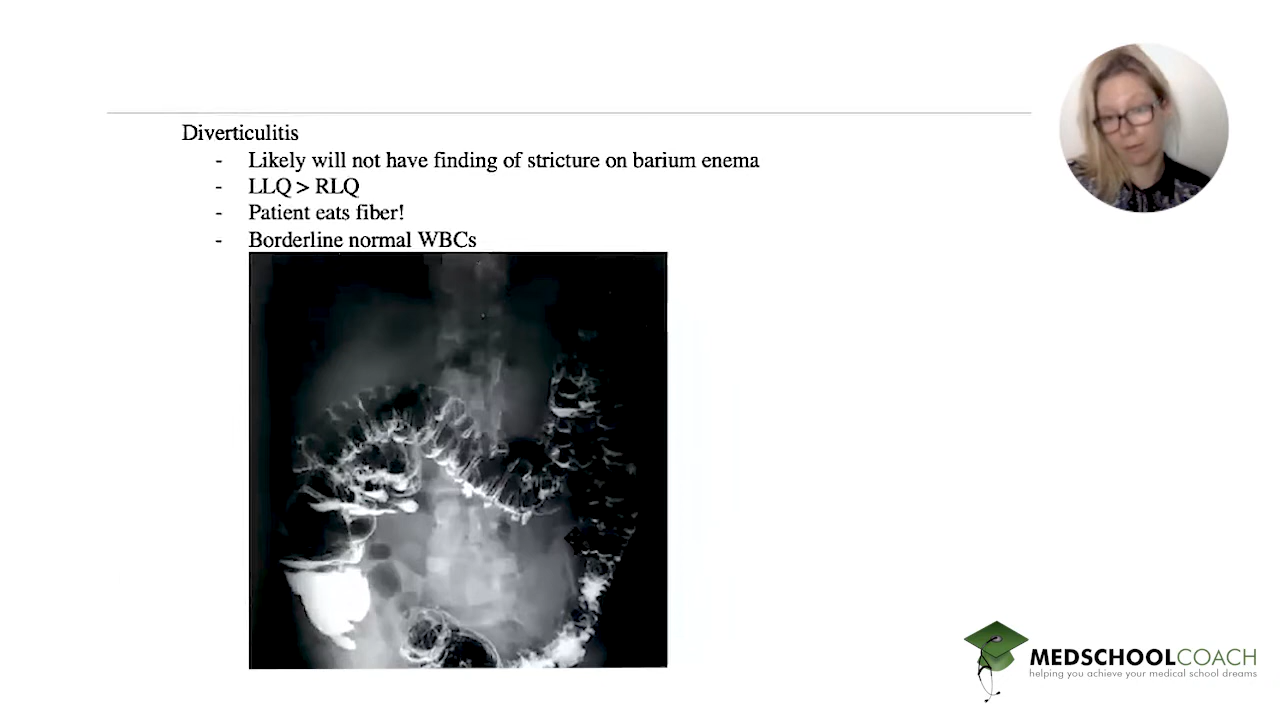 Diverticulitis
- Likely will not have finding of stricture on barium enema
- LLQ > RLQ
- Patient eats fiber!
- Borderline normal WBCs
MEDSCHOOLCOACH
helping you achieve your medical school dreams